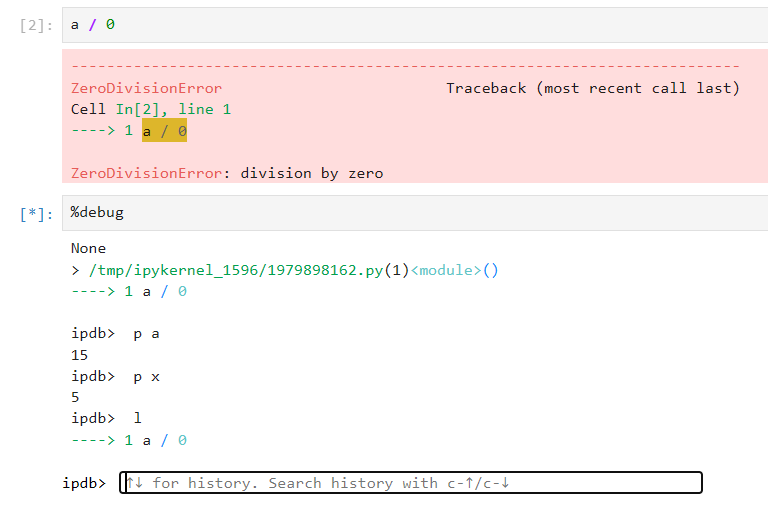 [2]: a / 0
---------------------------------------------------------------------------
ZeroDivisionError                         Traceback (most recent call last)
Cell In[2], line 1
----> 1 a / 0

ZeroDivisionError: division by zero
[*]: %debug
None
> /tmp/ipykernel_1596/1979898162.py(1)<module>()
----> 1 a / 0

ipdb>  p a
15
ipdb>  p x
5
ipdb>  l
----> 1 a / 0

ipdb> ↑↓ for history. Search history with c-↑/c-↓